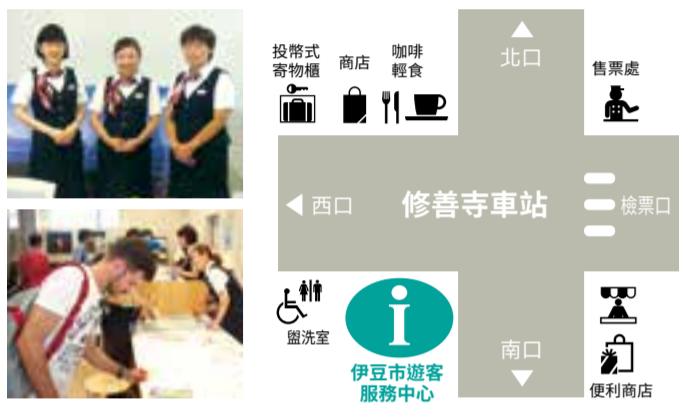 投幣式
寄物櫃
商店
咖啡
輕食
北口
售票處
西口
修善寺車站
檢票口
盥洗室
伊豆市遊客
服務中心
南口
便利商店